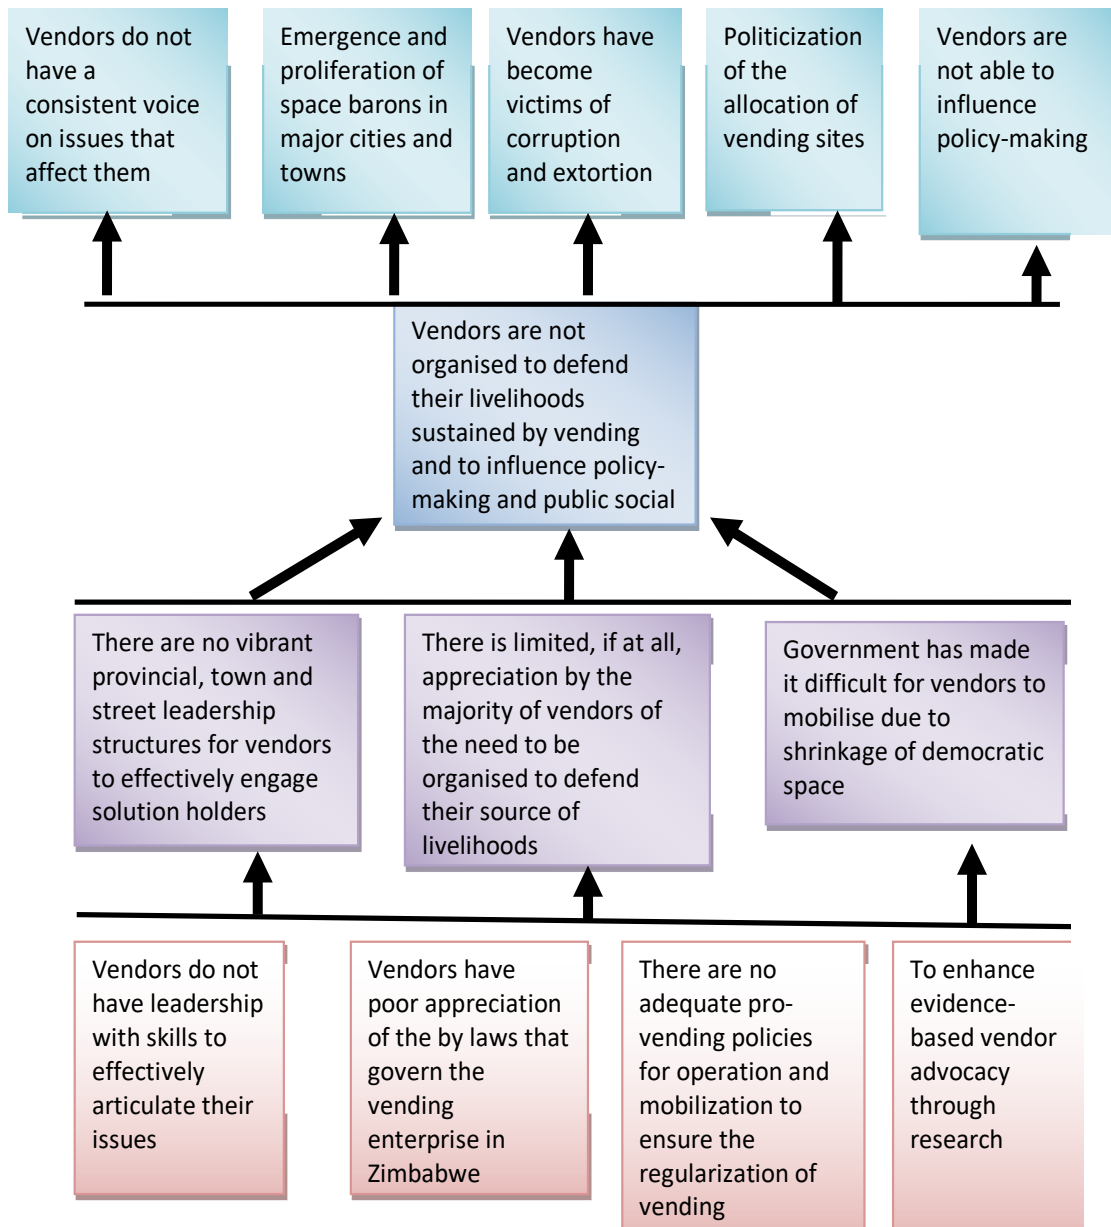 Vendors do not
have a
consistent voice
on issues that
affect them
Emergence and
proliferation of
space barons in
major cities and
towns
Vendors have
become
victims of
corruption
and extortion
Politicization
of the
allocation of
vending sites
Vendors are
not able to
influence
policy-making
Vendors are not
organised to defend
their livelihoods
sustained by vending
and to influence policy-
making and public social
There are no vibrant
provincial, town and
street leadership
structures for vendors
to effectively engage
solution holders
There is limited, if at all,
appreciation by the
majority of vendors of
the need to be
organised to defend
their source of
livelihoods
Government has made
it difficult for vendors to
mobilise due to
shrinkage of democratic
space
Vendors do not
have leadership
with skills to
effectively
articulate their
issues
Vendors have
poor appreciation
of the by laws that
govern the
vending
enterprise in
Zimbabwe
There are no
adequate pro-
vending policies
for operation and
mobilization to
ensure the
regularization of
vending
To enhance
evidence-
based vendor
advocacy
through
research